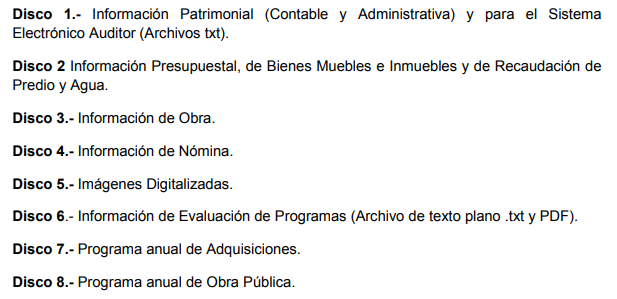 Disco 1.- Información Patrimonial (Contable y Administrativa) y para el Sistema
Electrónico Auditor (Archivos txt).
Disco 2 Información Presupuestal, de Bienes Muebles e Inmuebles y de Recaudación de
Predio y Agua.
Disco 3.- Información de Obra.
Disco 4.- Información de Nómina.
Disco 5.- Imágenes Digitalizadas.
Disco 6.- Información de Evaluación de Programas (Archivo de texto plano .txt y PDF).
Disco 7.- Programa anual de Adquisiciones.
Disco 8.- Programa anual de Obra Pública.